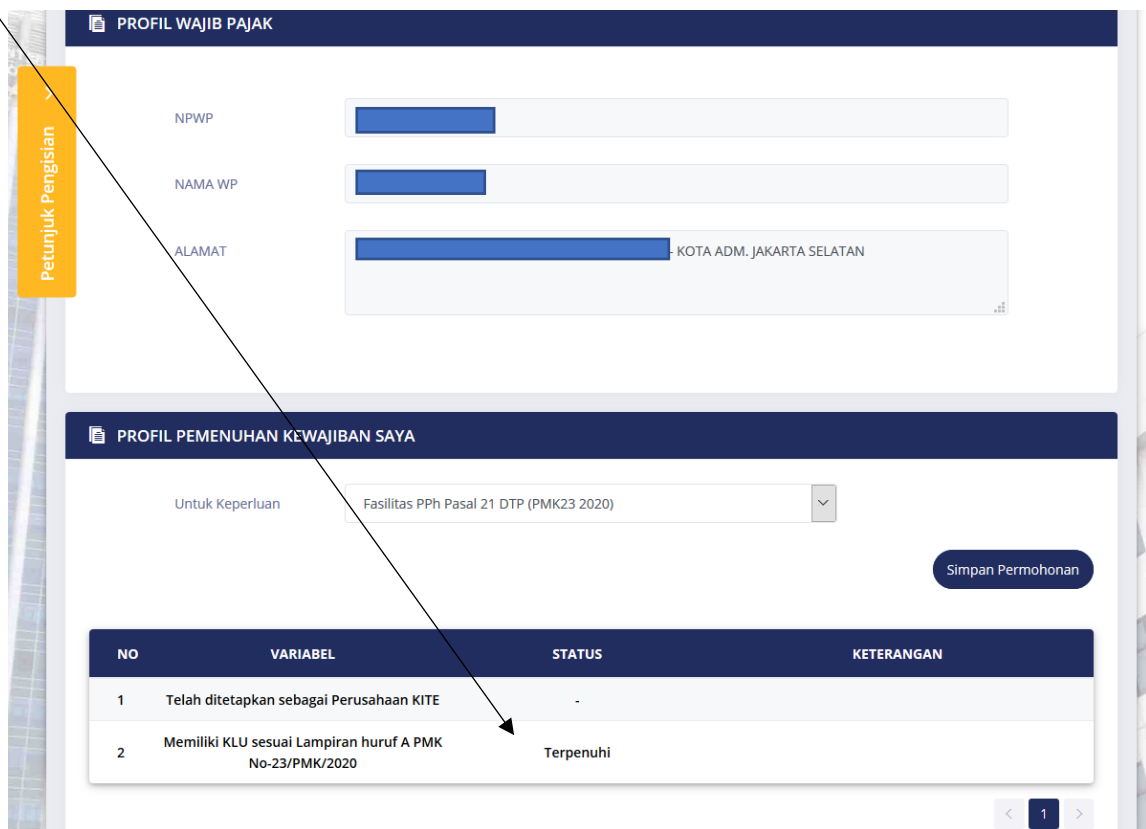 PROFIL WAJIB PAJAK
Petunjuk Pengisian
NPWP
NAMA WP
ALAMAT
- KOTA ADM. JAKARTA SELATAN
PROFIL PEMENUHAN KEWAJIBAN SAYA
Untuk Keperluan Fasilitas PPh Pasal 21 DTP (PMK23 2020)
Simpan Permohonan
NO VARIABEL STATUS KETERANGAN
1 Telah ditetapkan sebagai Perusahaan KITE -
2 Memiliki KLU sesuai Lampiran huruf A PMK
No-23/PMK/2020 Terpenuhi
< 1 >